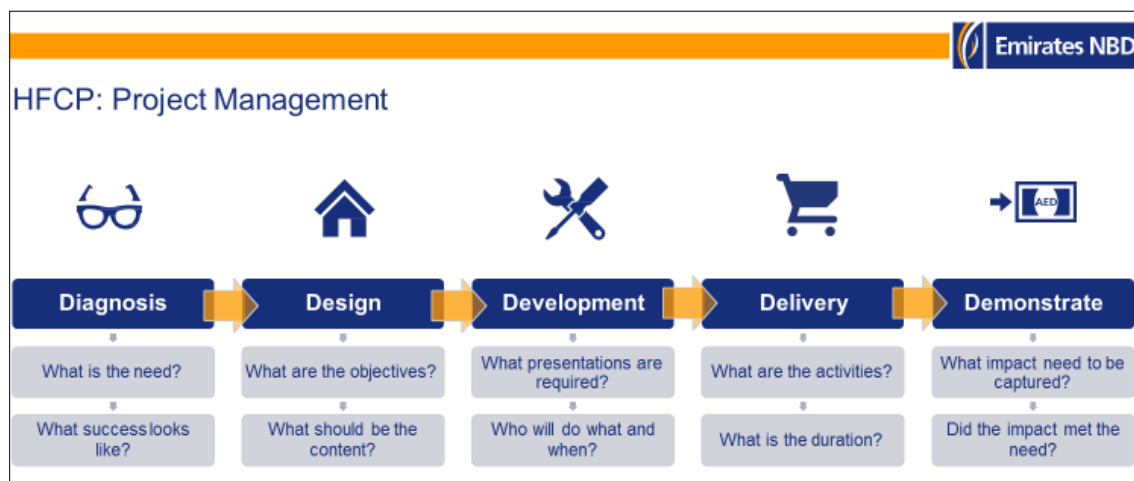 Emirates NBD
HFCP: Project Management
AED
Diagnosis
Design
Development
Delivery
Demonstrate
What is the need?
What are the objectives?
What presentations are
required?
What are the activities?
What impact need to be
captured?
What success looks
like?
What should be the
content?
Who will do what and
when?
What is the duration?
Did the impact met the
need?